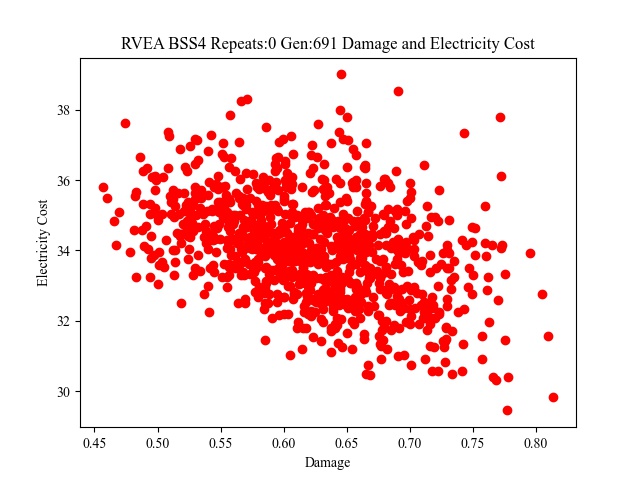 RVEA BSS4 Repeats:0 Gen:691 Damage and Electricity Cost
Electricity Cost
38
36
34
32
30
0.45 0.50 0.55 0.60 0.65 0.70 0.75 0.80
Damage